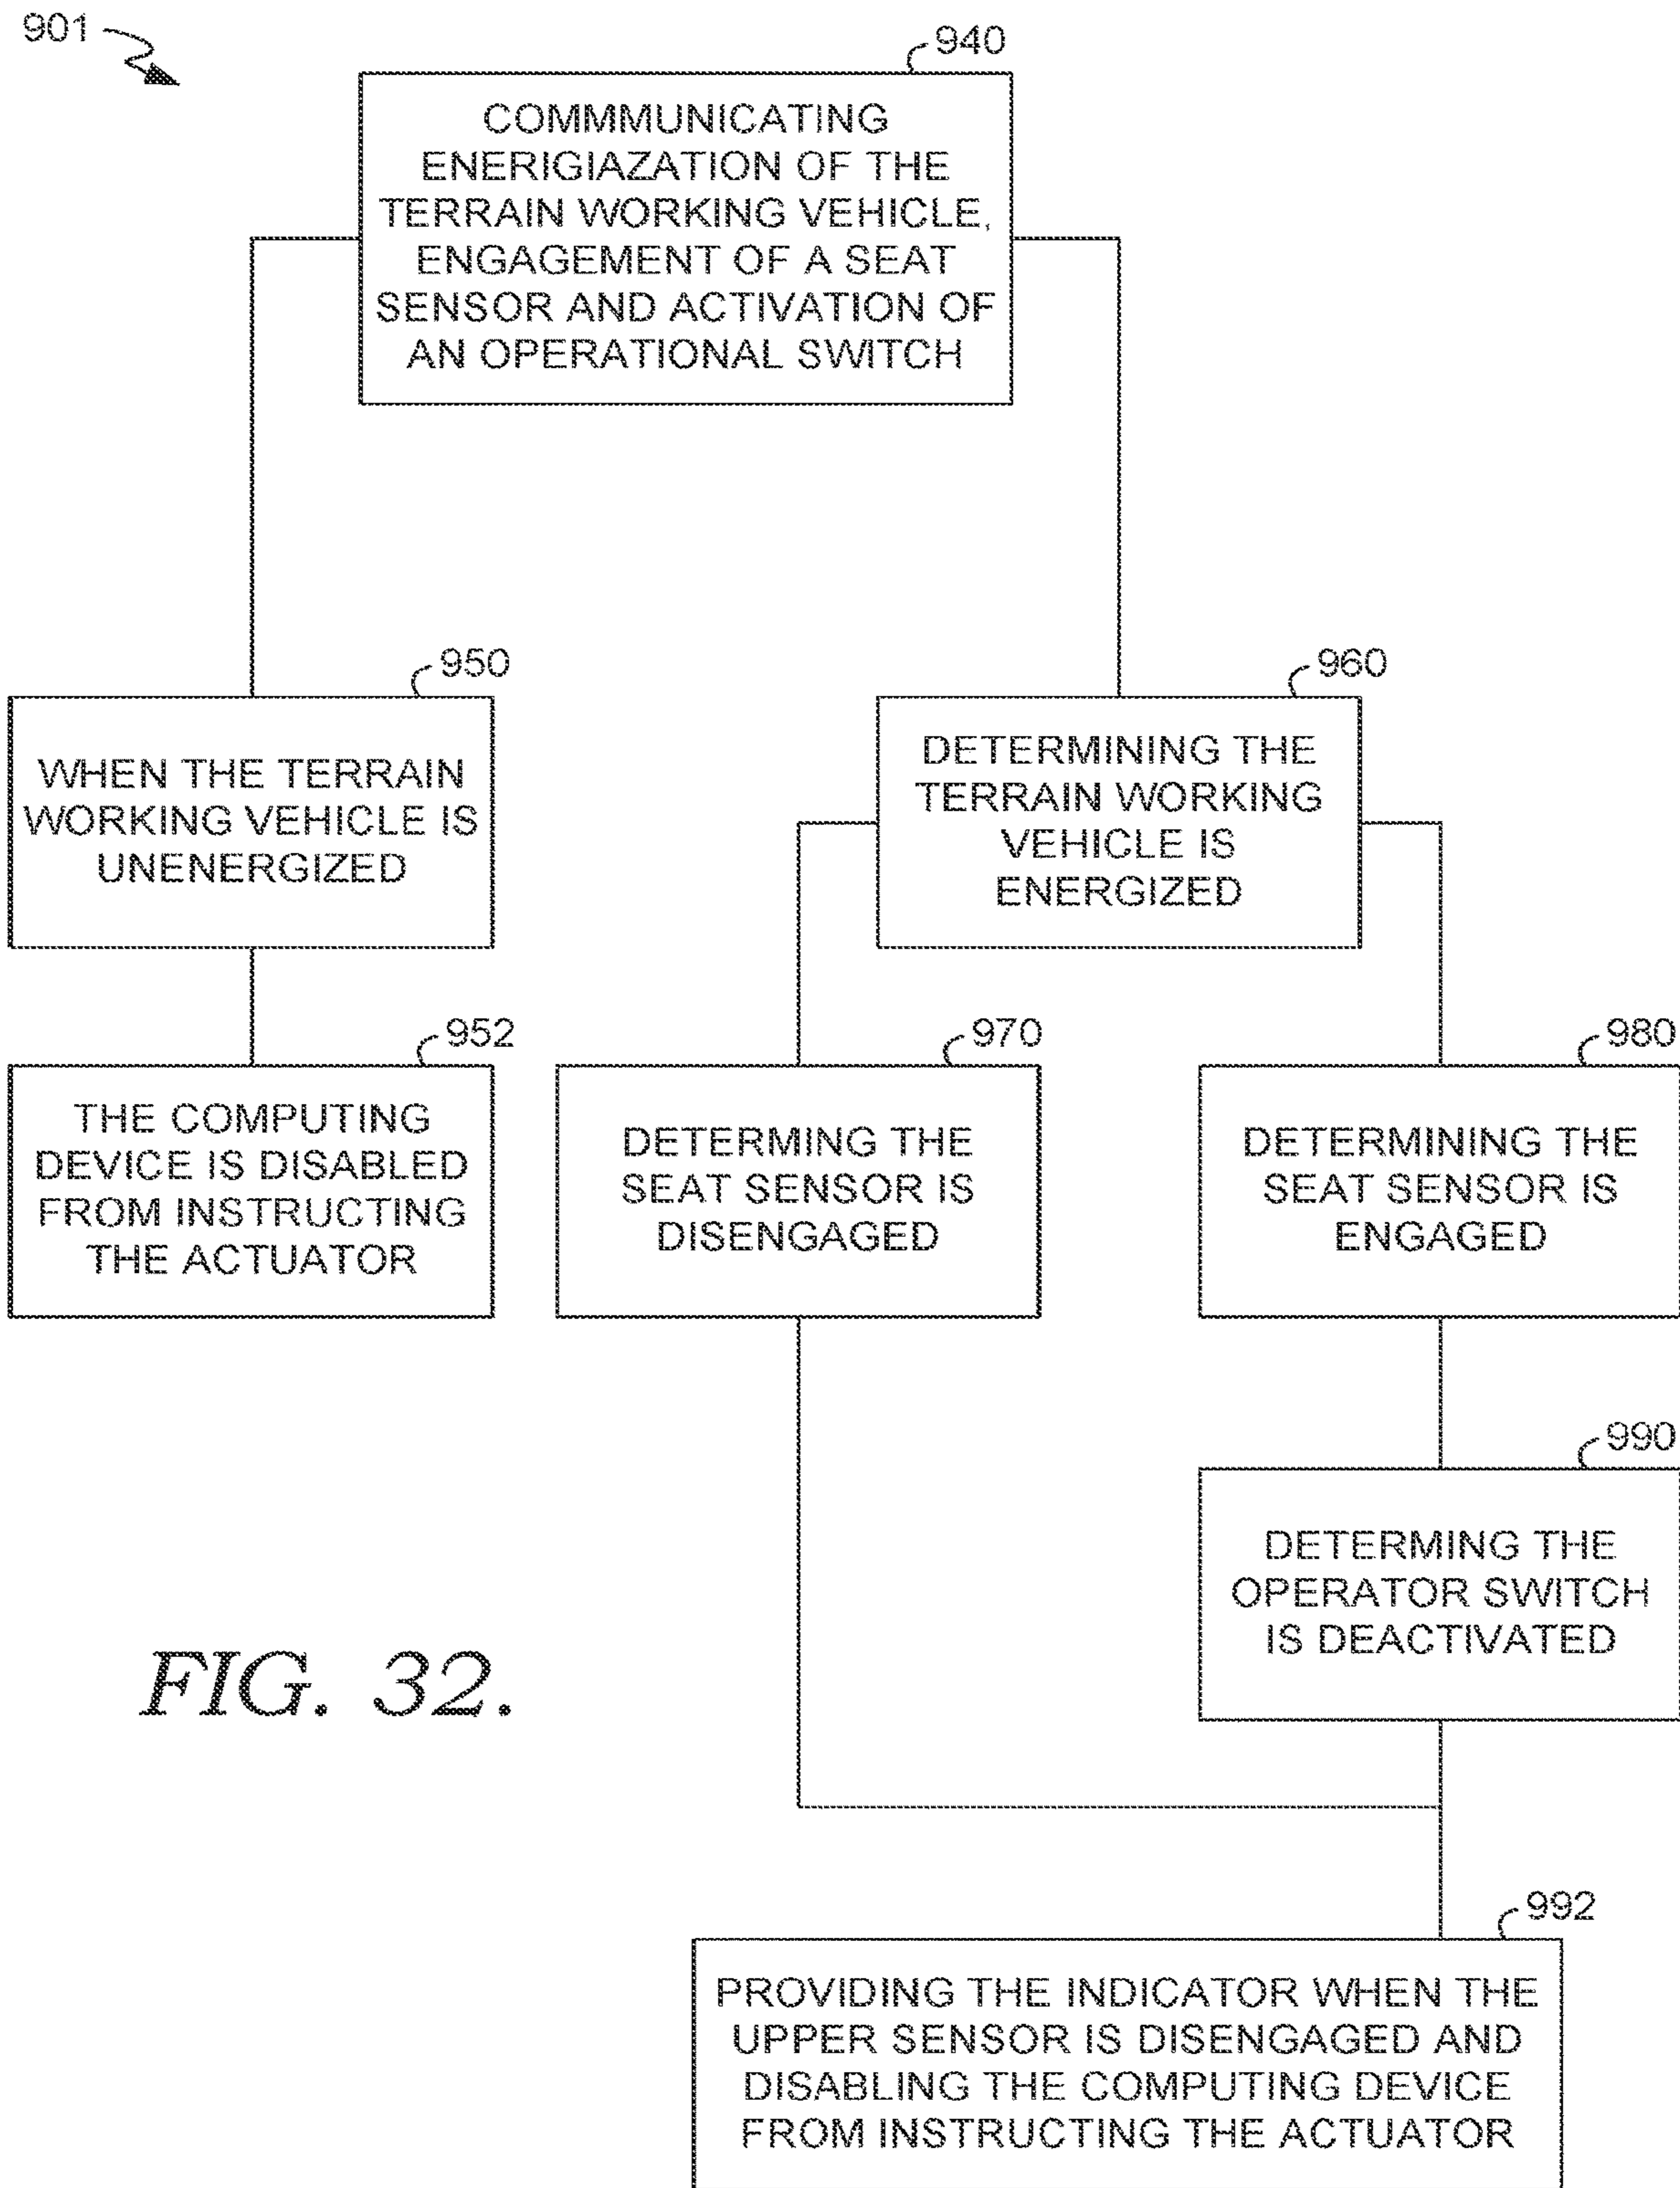 901
940
COMMMUNICATING
ENERIGIAZATION OF THE
TERRAIN WORKING VEHICLE,
ENGAGEMENT OF A SEAT
SENSOR AND ACTIVATION OF
AN OPERATIONAL SWITCH
950
WHEN THE TERRAIN
WORKING VEHICLE IS
UNENERGIZED
960
DETERMINING THE
TERRAIN WORKING
VEHICLE IS
ENERGIZED
952
THE COMPUTING
DEVICE IS DISABLED
FROM INSTRUCTING
THE ACTUATOR
970
DETERMING THE
SEAT SENSOR IS
DISENGAGED
980
DETERMINING THE
SEAT SENSOR IS
ENGAGED
990
DETERMING THE
OPERATOR SWITCH
IS DEACTIVATED
FIG. 32.
992
PROVIDING THE INDICATOR WHEN THE
UPPER SENSOR IS DISENGAGED AND
DISABLING THE COMPUTING DEVICE
FROM INSTRUCTING THE ACTUATOR